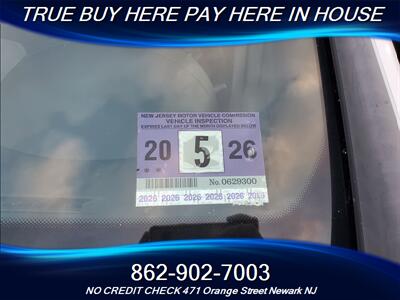 TRUE BUY HERE PAY HERE IN HOUSE
NEW JERSEY MOTOR VEHICLE COMMISSION
VEHICLE INSPECTION
EXPIRES LAST DAY OF THE MONTH DISPLAYED BELOW
20 5 26
No. 0629300
2026 2026 2026 2026 2026 2026
862-902-7003
NO CREDIT CHECK 471 Orange Street Newark NJ